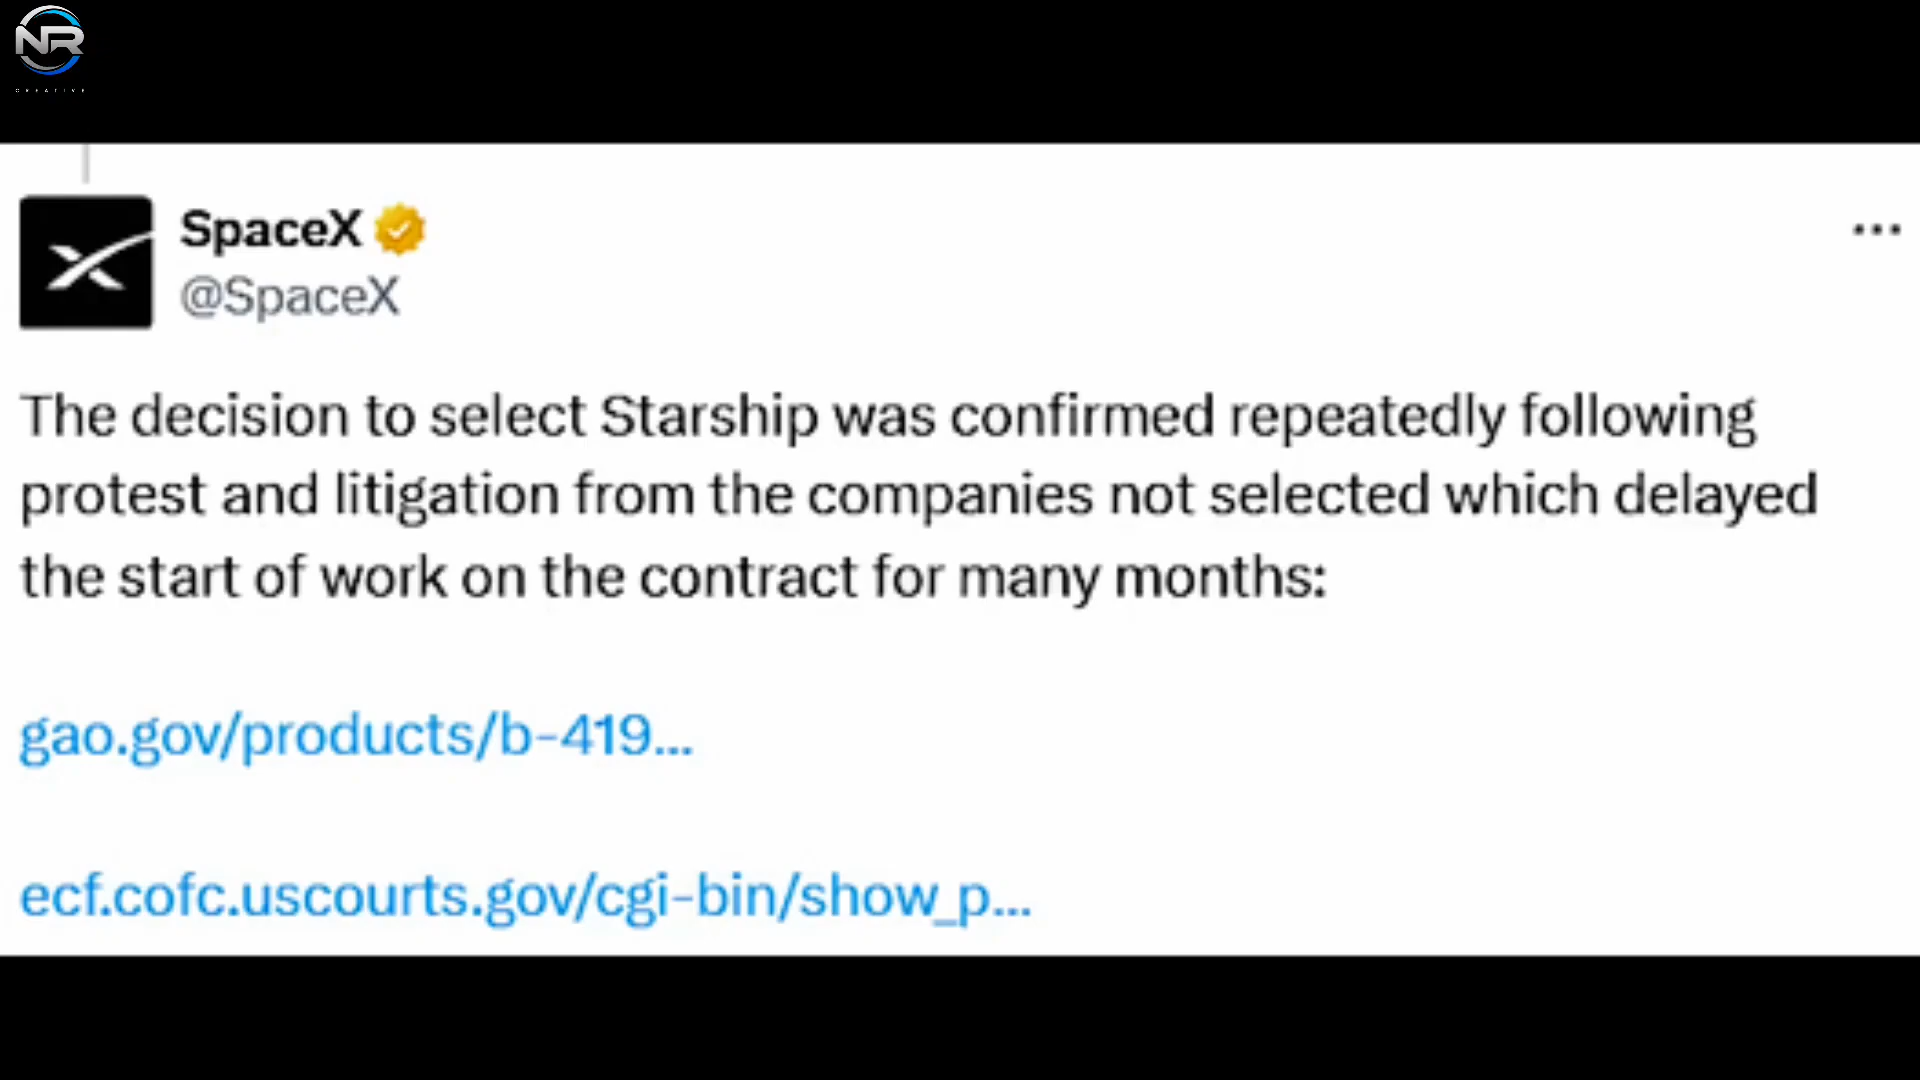 NR
CREATIVE
SpaceX
@SpaceX
The decision to select Starship was confirmed repeatedly following
protest and litigation from the companies not selected which delayed
the start of work on the contract for many months:
gao.gov/products/b-419...
ecf.cofc.uscourts.gov/cgi-bin/show_p...